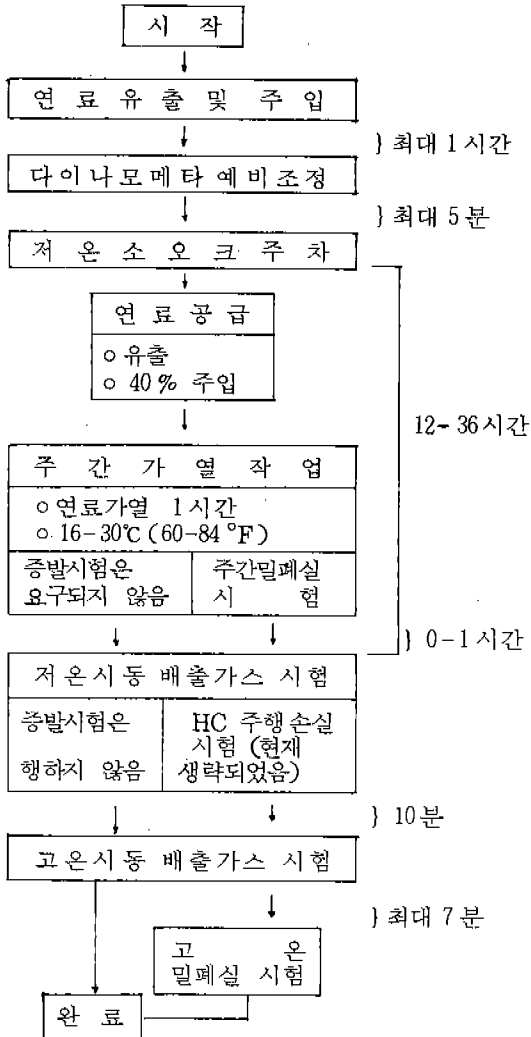 시 작
연 료 유 출 및 주 입
} 최대 1 시간
다 이 나 모 메 타 예 비 조 정
} 최대 5 분
저 온 소 오 크 주 차
연 료 공 급
○ 유출
○ 40 % 주입
12 - 36 시간
주 간 가 열 작 업
○ 연료가열 1 시간
○ 16 - 30℃ (60 - 84 °F)
증발시험은 주간밀폐실
요구되지 않음 시 험
} 0 - 1 시간
저 온 시 동 배 출 가 스 시 험
증발시험은 HC 주행 손실
시험 (현재
행하지 않음 생략되었음)
} 10 분
고 온 시 동 배 출 가 스 시 험
} 최대 7 분
고 온
밀폐실 시험
완 료